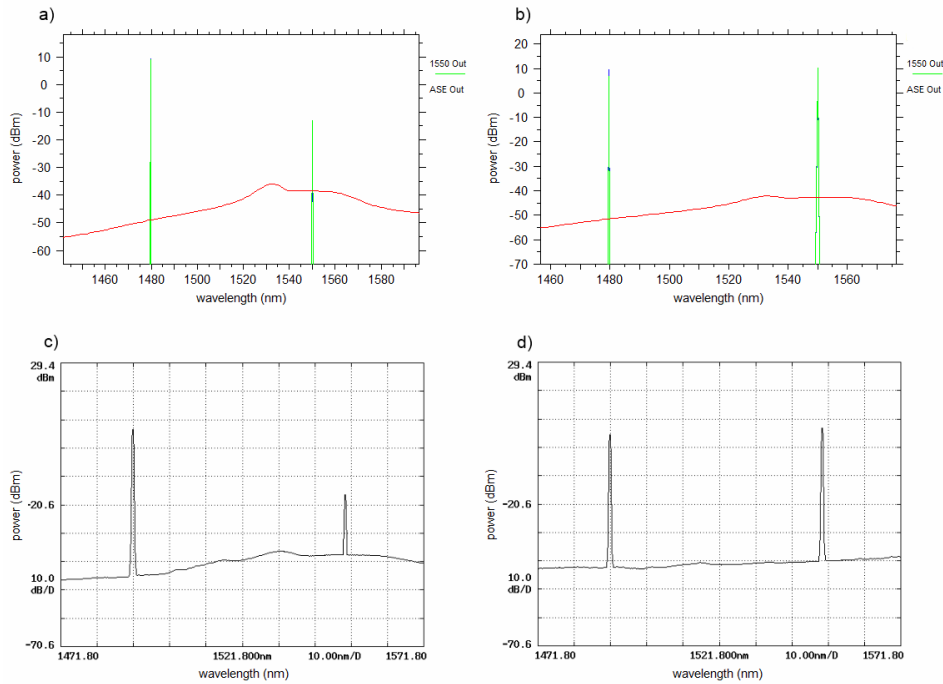 a)
10
0
-10
-20
-30
-40
-50
-60
power (dBm)
1460 1480 1500 1520 1540 1560 1580
wavelength (nm)
1550 Out
ASE Out
b)
20
10
0
-10
-20
-30
-40
-50
-60
-70
power (dBm)
1460 1480 1500 1520 1540 1560
wavelength (nm)
1550 Out
ASE Out
c)
29.4
dBm
-20.6
10.0
dB/D
-70.6
power (dBm)
1471.80 1521.800nm 10.00nm/D 1571.80
wavelength (nm)
d)
29.4
dBm
-20.6
10.0
dB/D
-70.6
power (dBm)
1471.80 1521.800nm 10.00nm/D 1571.80
wavelength (nm)